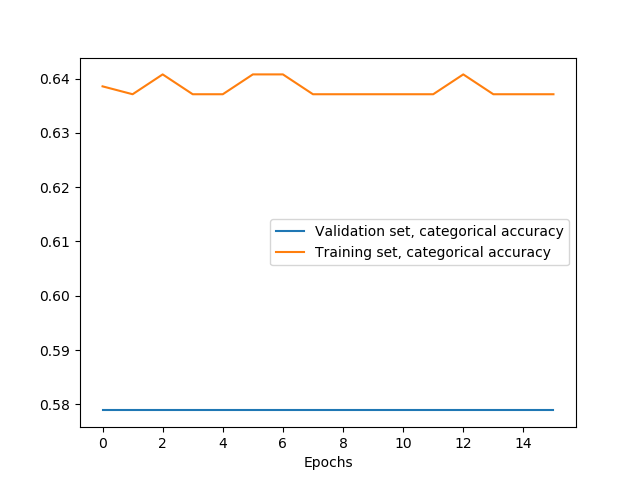 0.64
0.63
0.62
0.61
0.60
0.59
0.58
Validation set, categorical accuracy
Training set, categorical accuracy
0 2 4 6 8 10 12 14
Epochs